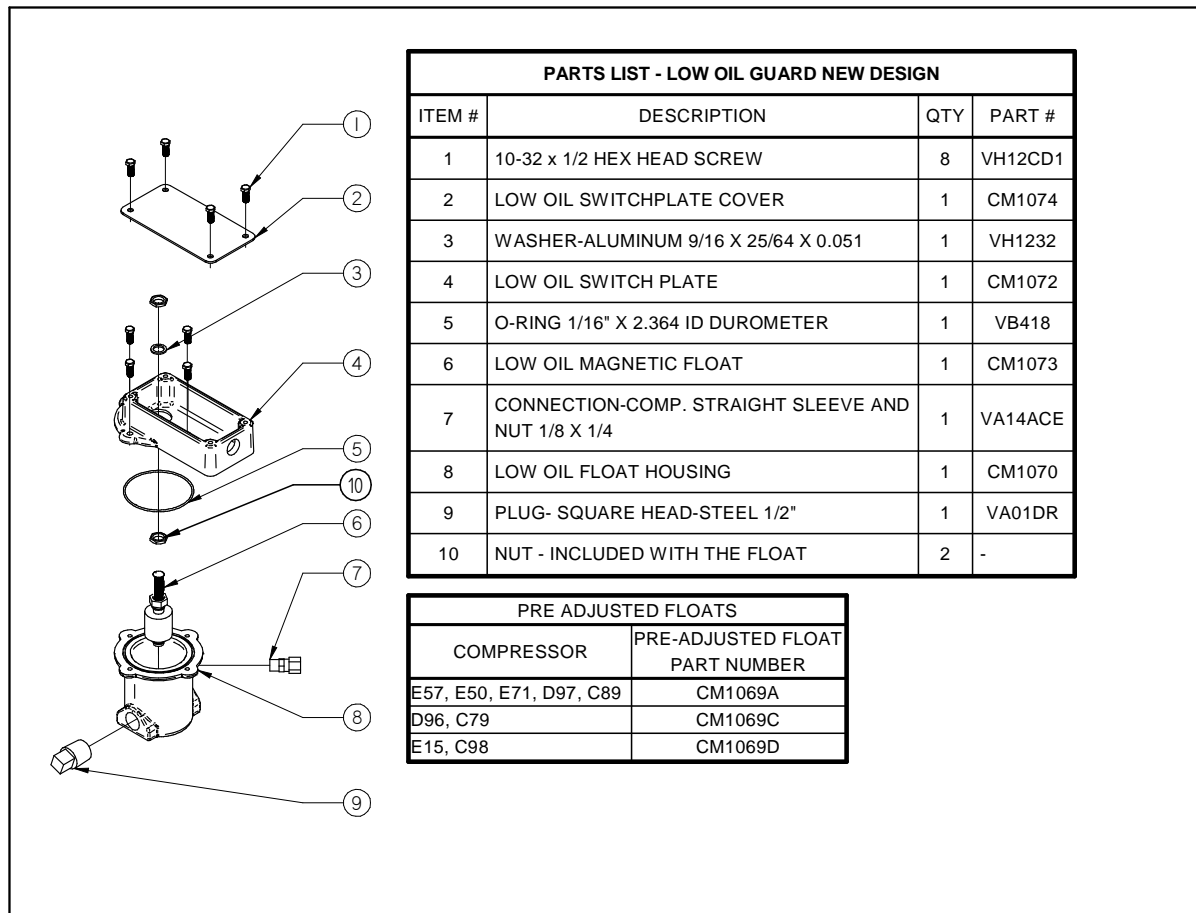 PARTS LIST - LOW OIL GUARD NEW DESIGN
ITEM # DESCRIPTION QTY PART #
1 10-32 x 1/2 HEX HEAD SCREW 8 VH12CD1
2 LOW OIL SWITCHPLATE COVER 1 CM1074
3 WASHER-ALUMINUM 9/16 X 25/64 X 0.051 1 VH1232
4 LOW OIL SWITCH PLATE 1 CM1072
5 O-RING 1/16" X 2.364 ID DUROMETER 1 VB418
6 LOW OIL MAGNETIC FLOAT 1 CM1073
7 CONNECTION-COMP. STRAIGHT SLEEVE AND
NUT 1/8 X 1/4 1 VA14ACE
8 LOW OIL FLOAT HOUSING 1 CM1070
9 PLUG- SQUARE HEAD-STEEL 1/2" 1 VA01DR
10 NUT - INCLUDED WITH THE FLOAT 2 -
PRE ADJUSTED FLOATS
COMPRESSOR PRE-ADJUSTED FLOAT
PART NUMBER
E57, E50, E71, D97, C89 CM1069A
D96, C79 CM1069C
E15, C98 CM1069D
1
2
3
4
5
10
6
7
8
9